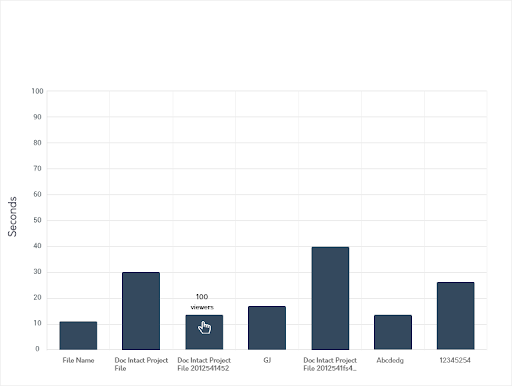 100
90
80
70
60
50
40
30
20
10
0
Seconds
100
viewers
File Name
Doc Intact Project
File
Doc Intact Project
File 2012541452
GJ
Doc Intact Project
File 2012541fs4...
Abcdodg
12345254